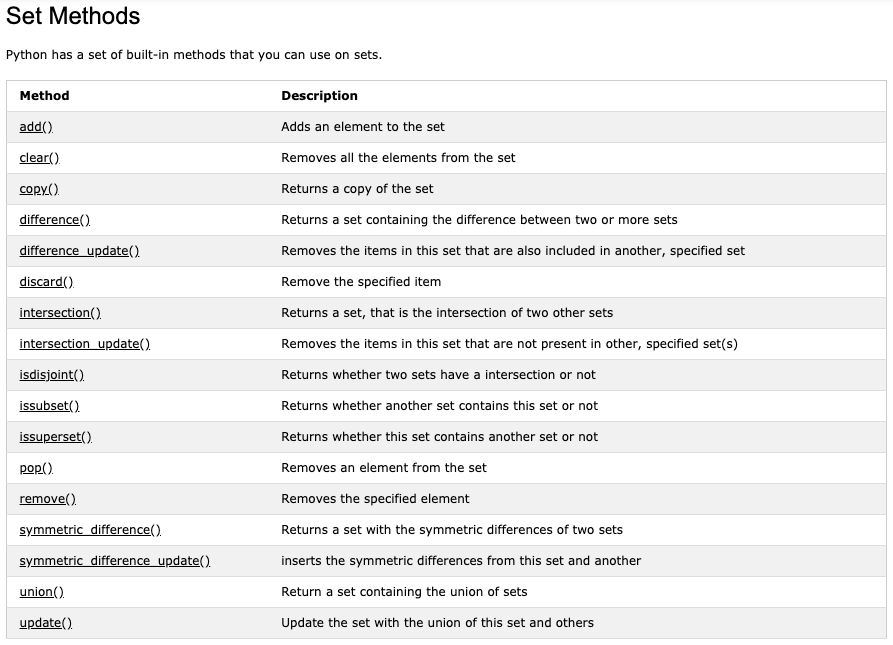 Set Methods
Python has a set of built-in methods that you can use on sets.
Method Description
add() Adds an element to the set
clear() Removes all the elements from the set
copy() Returns a copy of the set
difference() Returns a set containing the difference between two or more sets
difference_update() Removes the items in this set that are also included in another, specified set
discard() Remove the specified item
intersection() Returns a set, that is the intersection of two other sets
intersection_update() Removes the items in this set that are not present in other, specified set(s)
isdisjoint() Returns whether two sets have a intersection or not
issubset() Returns whether another set contains this set or not
issuperset() Returns whether this set contains another set or not
pop() Removes an element from the set
remove() Removes the specified element
symmetric_difference() Returns a set with the symmetric differences of two sets
symmetric_difference_update() inserts the symmetric differences from this set and another
union() Return a set containing the union of sets
update() Update the set with the union of this set and others